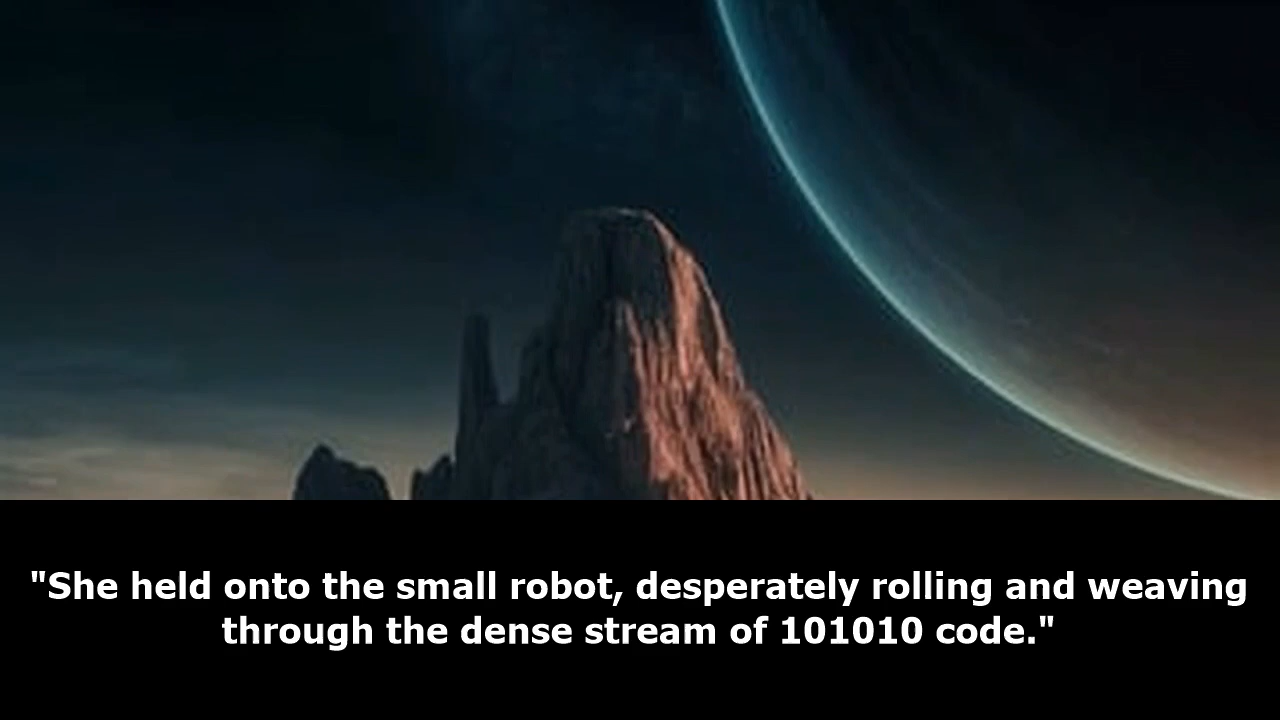 "She held onto the small robot, desperately rolling and weaving
through the dense stream of 101010 code."